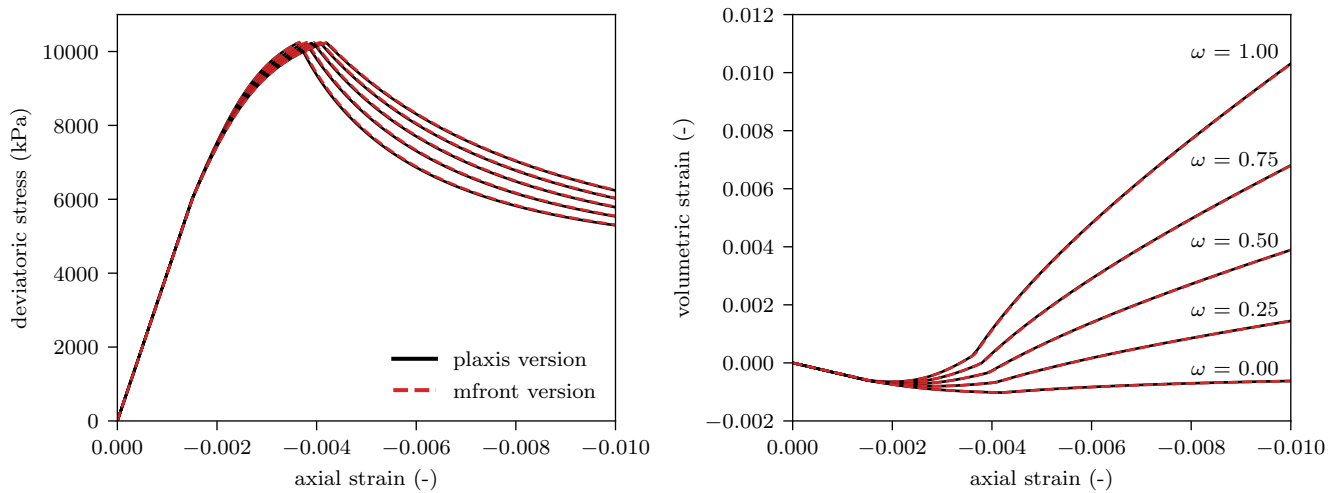 deviatoric stress (kPa)
10000
8000
6000
4000
2000
0
0.000 −0.002 −0.004 −0.006 −0.008 −0.010
axial strain (-)
plaxis version
mfront version
volumetric strain (-)
0.012
0.010
0.008
0.006
0.004
0.002
0.000
−0.002
0.000 −0.002 −0.004 −0.006 −0.008 −0.010
axial strain (-)
ω = 1.00
ω = 0.75
ω = 0.50
ω = 0.25
ω = 0.00